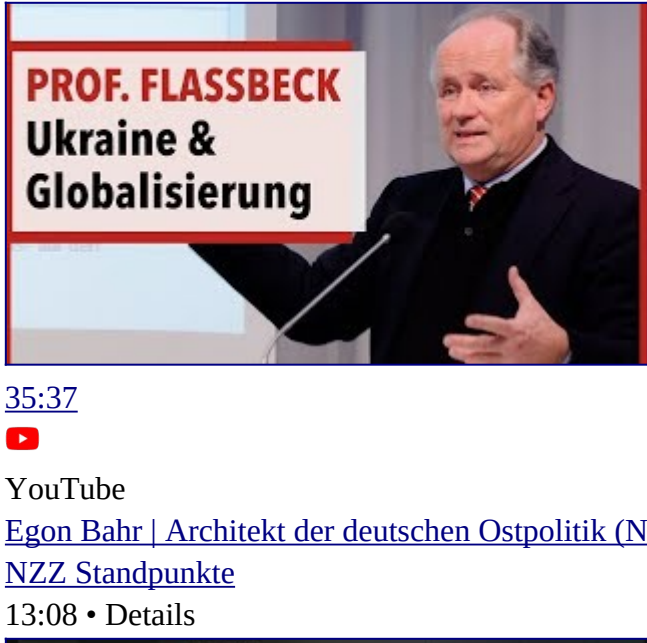 PROF. FLASSBECK
Ukraine &
Globalisierung
35:37
YouTube
Egon Bahr | Architekt der deutschen Ostpolitik (N
NZZ Standpunkte
13:08 • Details